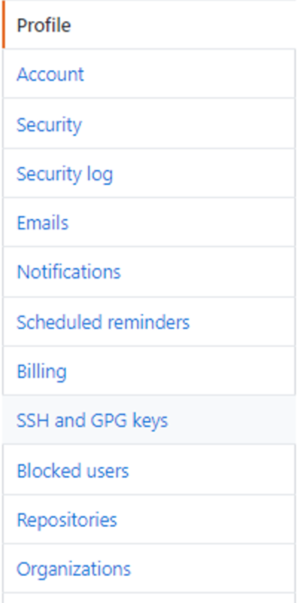 Profile
Account
Security
Security log
Emails
Notifications
Scheduled reminders
Billing
SSH and GPG keys
Blocked users
Repositories
Organizations